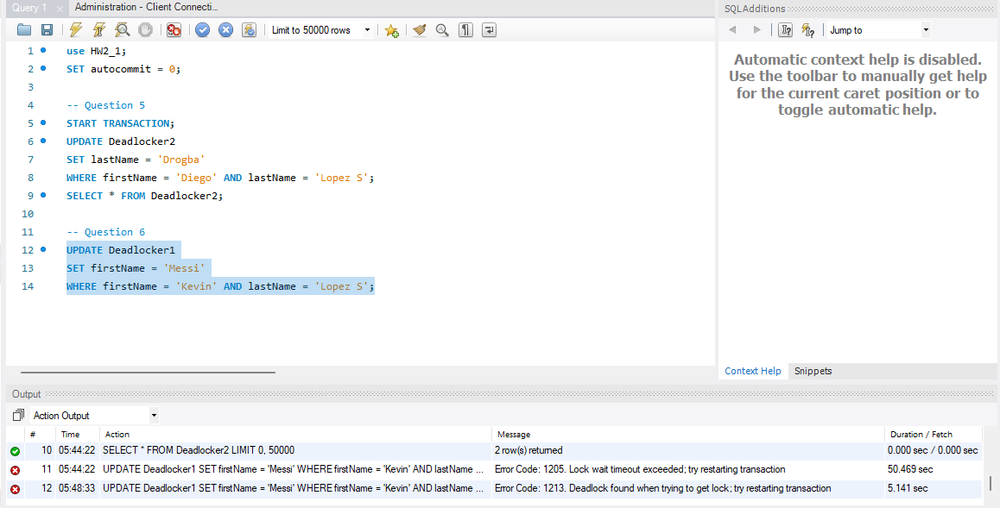 Query 1
Administration - Client Connecti...
SQLAdditions
Limit to 50000 rows
Jump to
1 use HW2_1;
2 SET autocommit = 0;
3
4 -- Question 5
5 START TRANSACTION;
6 UPDATE Deadlocker2
7 SET lastName = 'Drogba'
8 WHERE firstName = 'Diego' AND lastName = 'Lopez S';
9 SELECT * FROM Deadlocker2;
10
11 -- Question 6
12 UPDATE Deadlocker1
13 SET firstName = 'Messi'
14 WHERE firstName = 'Kevin' AND lastName = 'Lopez S';
Automatic context help is disabled.
Use the toolbar to manually get help
for the current caret position or to
toggle automatic help.
Context Help Snippets
Output
Action Output
# Time Action Message Duration / Fetch
10 05:44:22 SELECT * FROM Deadlocker2 LIMIT 0, 50000 2 row(s) returned 0.000 sec / 0.000 sec
11 05:44:22 UPDATE Deadlocker1 SET firstName = 'Messi' WHERE firstName = 'Kevin' AND lastName ... Error Code: 1205. Lock wait timeout exceeded; try restarting transaction 50.469 sec
12 05:48:33 UPDATE Deadlocker1 SET firstName = 'Messi' WHERE firstName = 'Kevin' AND lastName ... Error Code: 1213. Deadlock found when trying to get lock; try restarting transaction 5.141 sec